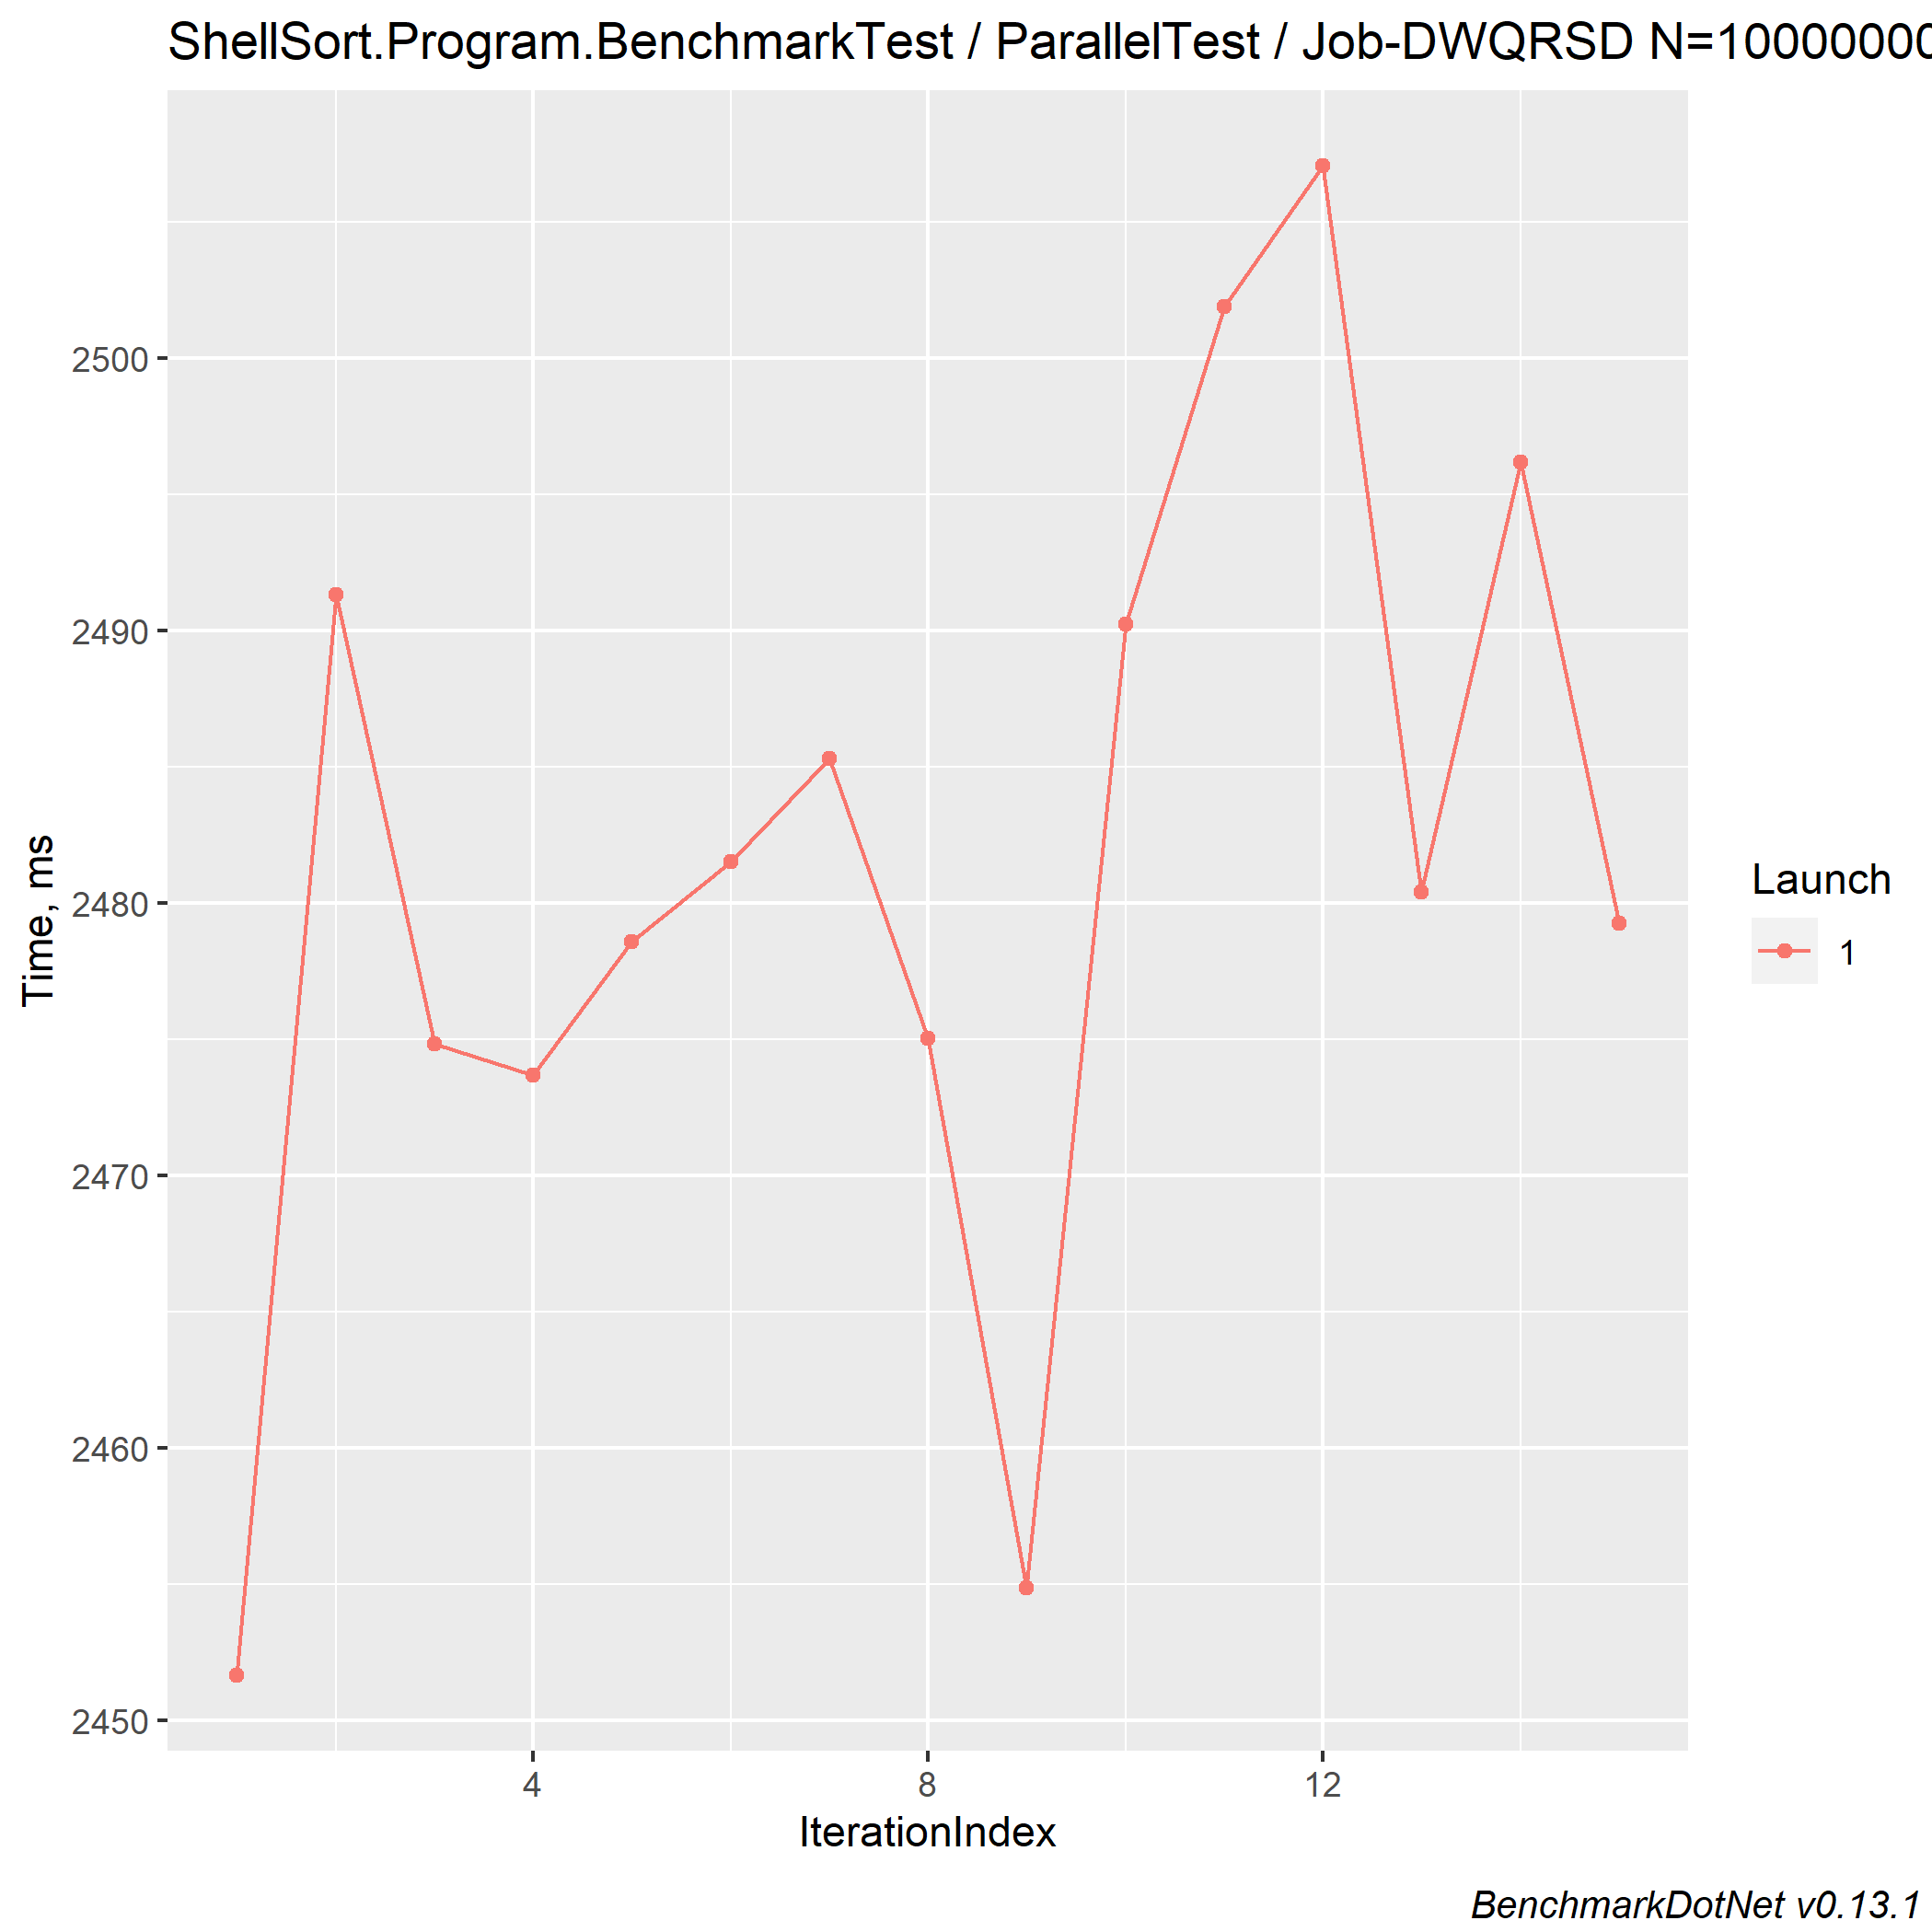 ShellSort.Program.BenchmarkTest / ParallelTest / Job-DWQRSD N=10000000
Time, ms
2500
2490
2480
2470
2460
2450
4 8 12
IterationIndex
Launch
1
BenchmarkDotNet v0.13.1